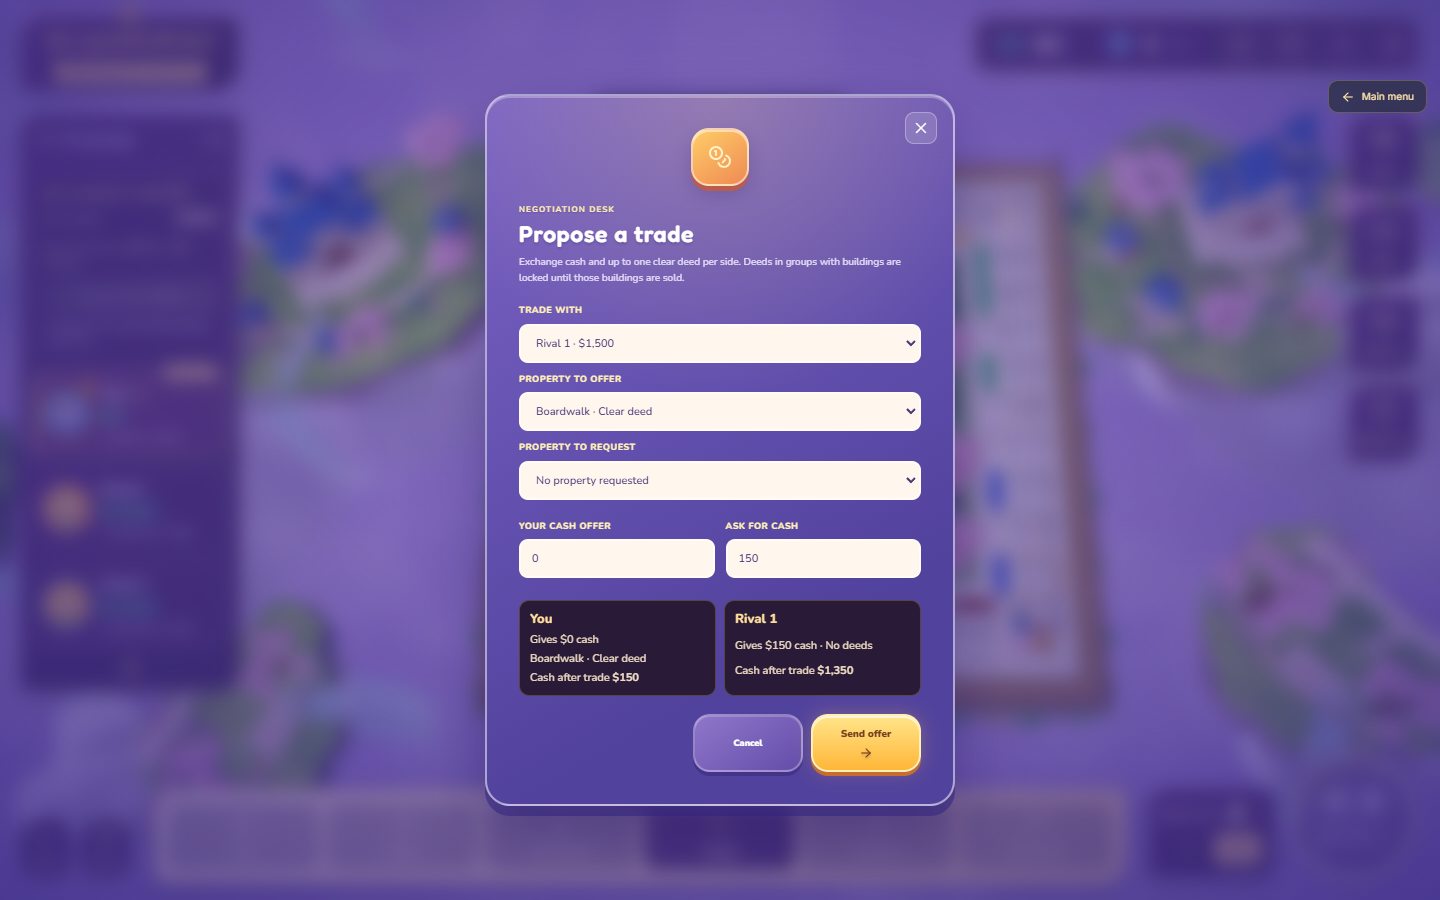 Main menu
NEGOTIATION DESK
Propose a trade
Exchange cash and up to one clear deed per side. Deeds in groups with buildings are
locked until those buildings are sold.
TRADE WITH
Rival 1 · $1,500
PROPERTY TO OFFER
Boardwalk · Clear deed
PROPERTY TO REQUEST
No property requested
YOUR CASH OFFER
ASK FOR CASH
0
150
You
Gives $0 cash
Boardwalk · Clear deed
Cash after trade $150
Rival 1
Gives $150 cash · No deeds
Cash after trade $1,350
Cancel
Send offer